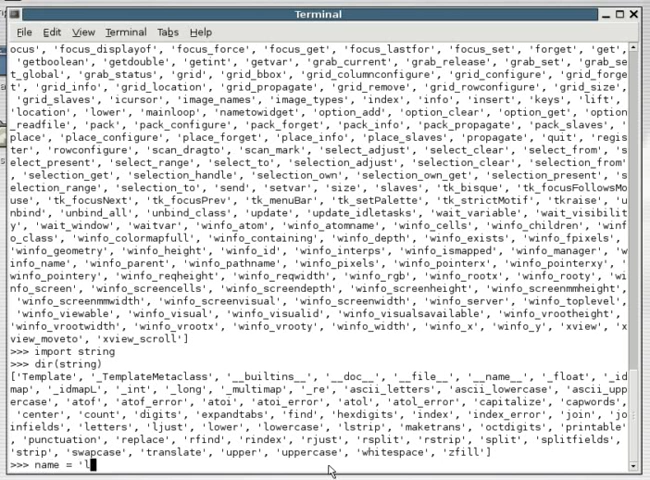 Terminal
File Edit View Terminal Tabs Help
ocus', 'focus_displayof', 'focus_force', 'focus_get', 'focus_lastfor', 'focus_set', 'forget', 'get',
'getboolean', 'getdouble', 'getint', 'getvar', 'grab_current', 'grab_release', 'grab_set', 'grab_se
t_global', 'grab_status', 'grid', 'grid_bbox', 'grid_columnconfigure', 'grid_configure', 'grid_forge
t', 'grid_info', 'grid_location', 'grid_propagate', 'grid_remove', 'grid_rowconfigure', 'grid_size',
'grid_slaves', 'icursor', 'image_names', 'image_types', 'index', 'info', 'insert', 'keys', 'lift',
'location', 'lower', 'mainloop', 'nametowidget', 'option_add', 'option_clear', 'option_get', 'option
_readfile', 'pack', 'pack_configure', 'pack_forget', 'pack_info', 'pack_propagate', 'pack_slaves', '
place', 'place_configure', 'place_forget', 'place_info', 'place_slaves', 'propagate', 'quit', 'regis
ter', 'rowconfigure', 'scan_dragto', 'scan_mark', 'select_adjust', 'select_clear', 'select_from', 's
elect_present', 'select_range', 'select_to', 'selection_adjust', 'selection_clear', 'selection_from'
, 'selection_get', 'selection_handle', 'selection_own', 'selection_own_get', 'selection_present', 's
election_range', 'selection_to', 'send', 'setvar', 'size', 'slaves', 'tk_bisque', 'tk_focusFollowsMo
use', 'tk_focusNext', 'tk_focusPrev', 'tk_menuBar', 'tk_setPalette', 'tk_strictMotif', 'tkraise', 'u
nbind', 'unbind_all', 'unbind_class', 'update', 'update_idletasks', 'wait_variable', 'wait_visibilit
y', 'wait_window', 'waitvar', 'winfo_atom', 'winfo_atomname', 'winfo_cells', 'winfo_children', 'winf
o_class', 'winfo_colormapfull', 'winfo_containing', 'winfo_depth', 'winfo_exists', 'winfo_fpixels',
'winfo_geometry', 'winfo_height', 'winfo_id', 'winfo_interps', 'winfo_ismapped', 'winfo_manager', 'w
info_name', 'winfo_parent', 'winfo_pathname', 'winfo_pixels', 'winfo_pointerx', 'winfo_pointerxy', '
winfo_pointery', 'winfo_reqheight', 'winfo_reqwidth', 'winfo_rgb', 'winfo_rootx', 'winfo_rooty', 'wi
nfo_screen', 'winfo_screencells', 'winfo_screendepth', 'winfo_screenheight', 'winfo_screenmmheight',
'winfo_screenmmwidth', 'winfo_screenvisual', 'winfo_screenwidth', 'winfo_server', 'winfo_toplevel',
'winfo_viewable', 'winfo_visual', 'winfo_visualid', 'winfo_visualsavailable', 'winfo_vrootheight',
'winfo_vrootwidth', 'winfo_vrootx', 'winfo_vrooty', 'winfo_width', 'winfo_x', 'winfo_y', 'xview', 'x
view_moveto', 'xview_scroll']
>>> import string
>>> dir(string)
['Template', '_TemplateMetaclass', '__builtins__', '__doc__', '__file__', '__name__', '_float', '_id
map', '_idmapL', '_int', '_long', '_multimap', '_re', 'ascii_letters', 'ascii_lowercase', 'ascii_upp
ercase', 'atof', 'atof_error', 'atoi', 'atoi_error', 'atol', 'atol_error', 'capitalize', 'capwords',
'center', 'count', 'digits', 'expandtabs', 'find', 'hexdigits', 'index', 'index_error', 'join', 'jo
infields', 'letters', 'ljust', 'lower', 'lowercase', 'lstrip', 'maketrans', 'octdigits', 'printable'
, 'punctuation', 'replace', 'rfind', 'rindex', 'rjust', 'rsplit', 'rstrip', 'split', 'splitfields',
'strip', 'swapcase', 'translate', 'upper', 'uppercase', 'whitespace', 'zfill']
>>> name = 'l